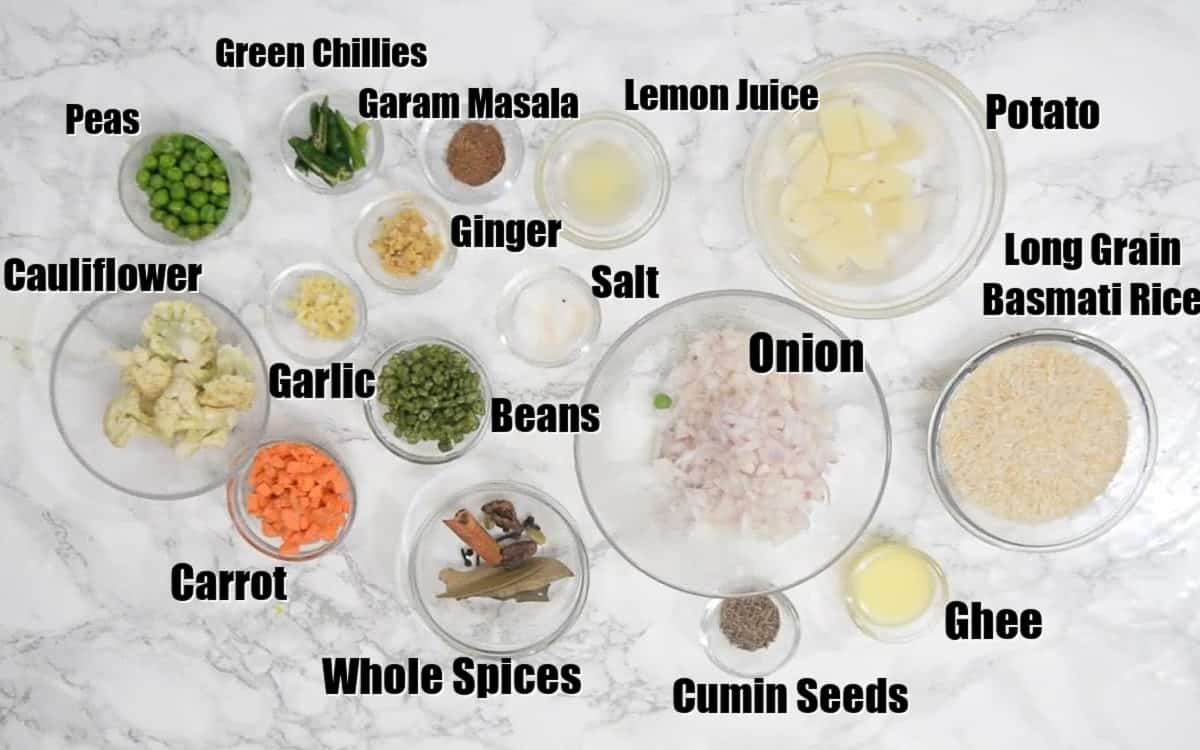 Green Chillies
Peas
Garam Masala
Lemon Juice
Potato
Ginger
Cauliflower
Salt
Long Grain
Basmati Rice
Garlic
Onion
Beans
Carrot
Whole Spices
Ghee
Cumin Seeds